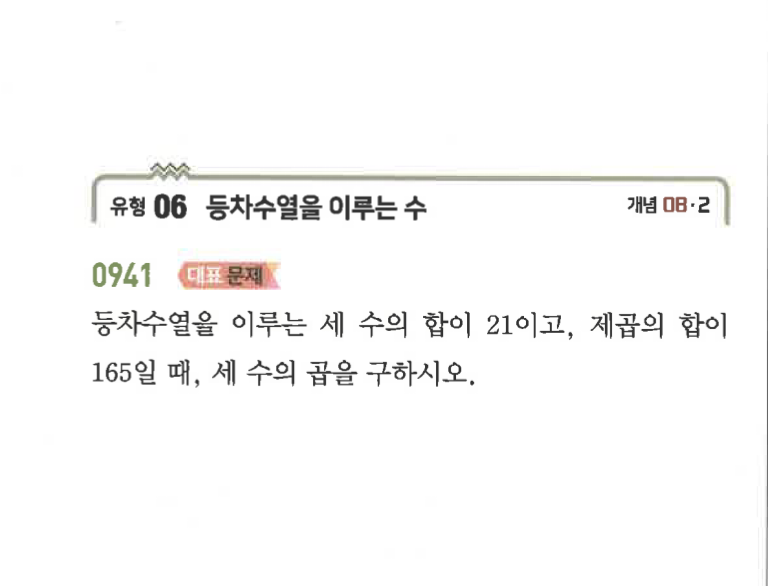 유형 06 등차수열을 이루는 수 개념 08·2
0941 대표 문제
등차수열을 이루는 세 수의 합이 21이고, 제곱의 합이
165일 때, 세 수의 곱을 구하시오.